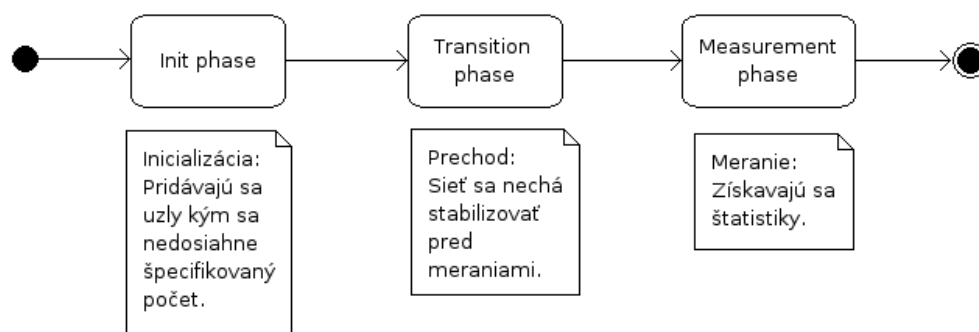 Init phase
Transition
phase
Measurement
phase
Inicializácia:
Pridávajú sa
uzly kým sa
nedosiahne
špecifikovaný
počet.
Prechod:
Sieť sa nechá
stabilizovať
pred
meraniami.
Meranie:
Získavajú sa
štatistiky.